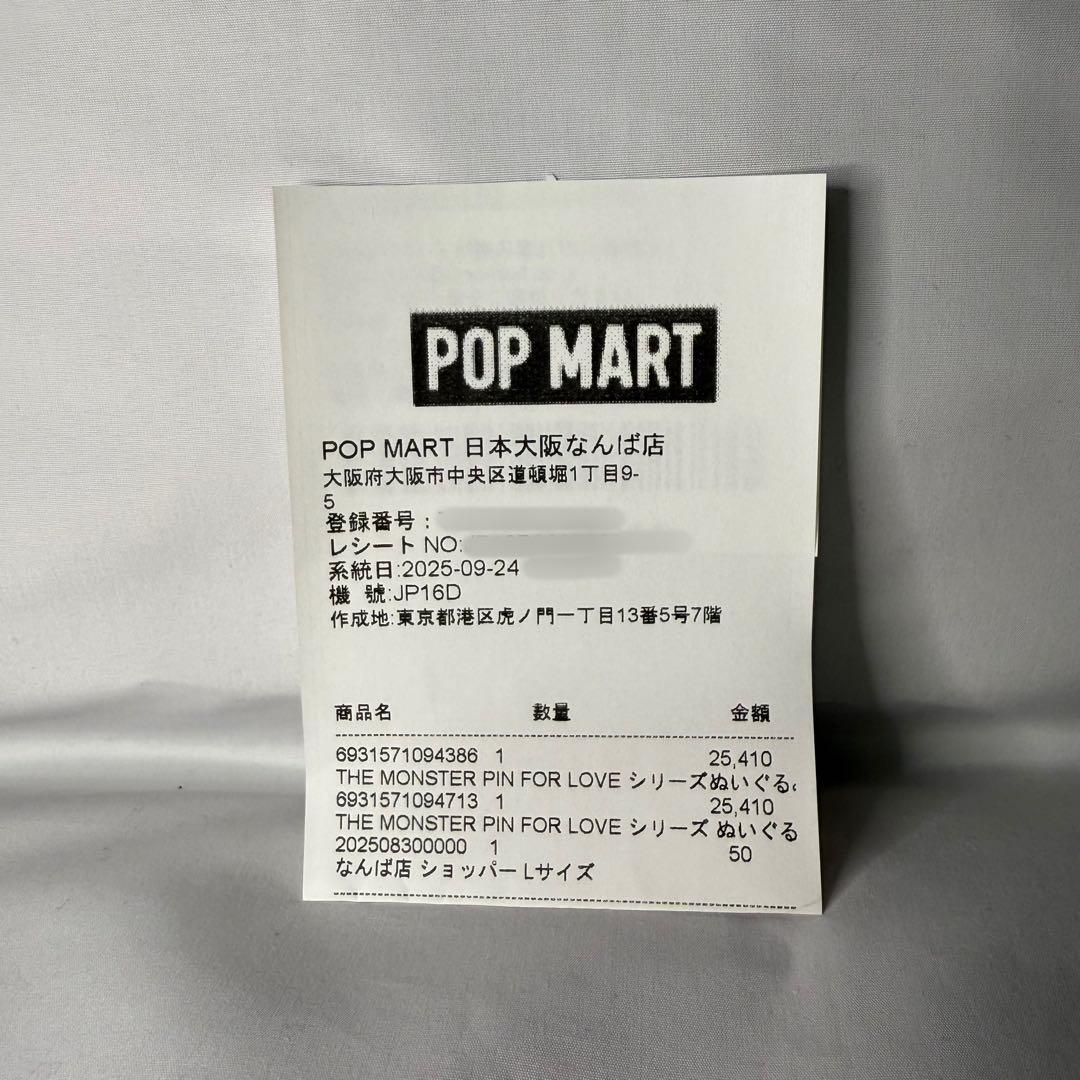 POP MART
POP MART 日本大阪なんば店
大阪府大阪市中央区道頓堀1丁目9-
5
登録番号：
レシート NO:
系統日:2025-09-24
機 號:JP16D
作成地:東京都港区虎ノ門一丁目13番5号7階
商品名 数量 金額
6931571094386 1 25,410
THE MONSTER PIN FOR LOVE シリーズぬいぐる
6931571094713 1 25,410
THE MONSTER PIN FOR LOVE シリーズ ぬいぐる
202508300000 1 50
なんば店 ショッパー Lサイズ